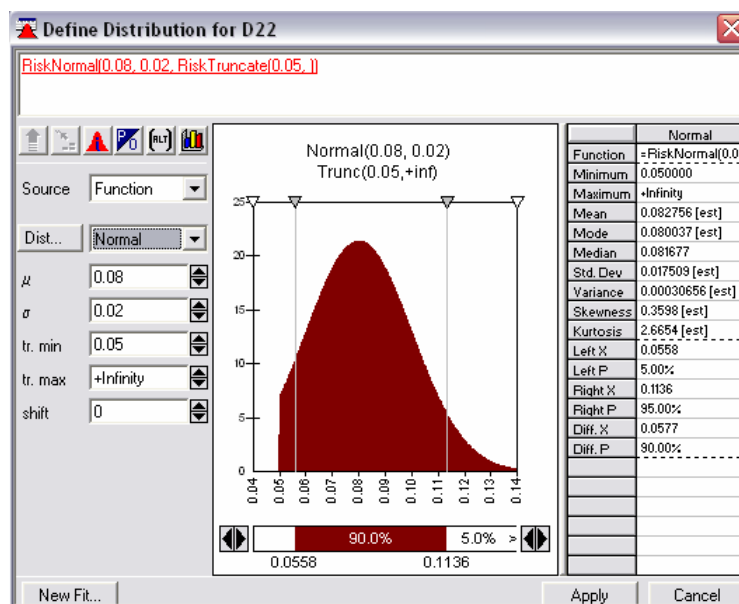 Define Distribution for D22
RiskNormal(0.08, 0.02, RiskTruncate(0.05, ))
Source Function
Dist... Normal
μ 0.08
σ 0.02
tr. min 0.05
tr. max +Infinity
shift 0
Normal(0.08, 0.02)
Trunc(0.05,+inf)
25
20
15
10
5
0
0.04 0.05 0.06 0.07 0.08 0.09 0.10 0.11 0.12 0.13 0.14
90.0% 5.0% >
0.0558 0.1136
Normal
Function =RiskNormal(0.0
Minimum 0.050000
Maximum +Infinity
Mean 0.082756 [est]
Mode 0.080037 [est]
Median 0.081677
Std. Dev 0.017509 [est]
Variance 0.00030656 [est]
Skewness 0.3598 [est]
Kurtosis 2.6654 [est]
Left X 0.0558
Left P 5.00%
Right X 0.1136
Right P 95.00%
Diff. X 0.0577
Diff. P 90.00%
New Fit... Apply Cancel